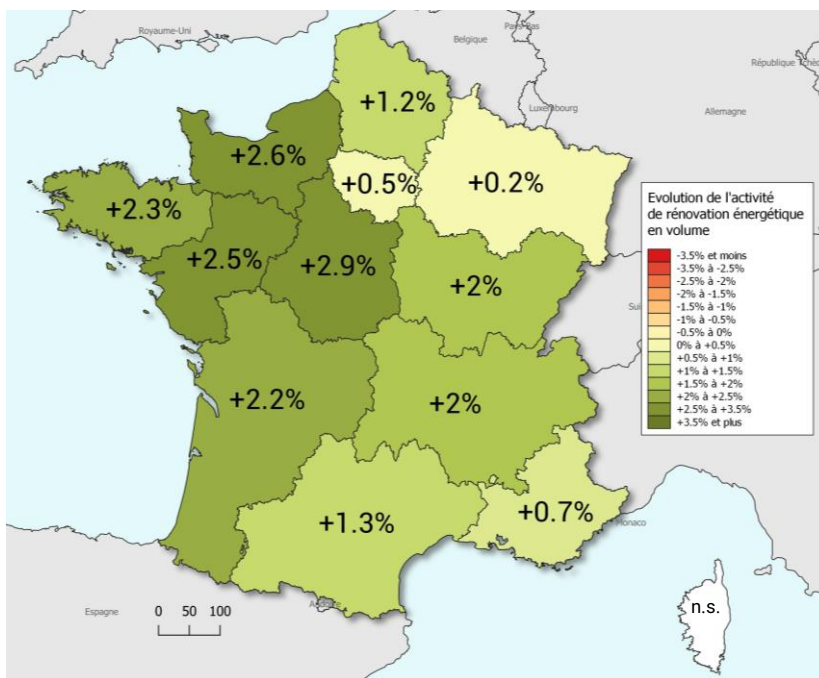 Royaume-Uni
Pays-Bas
Belgique
République Tchèq
Luxembourg
Allemagne
+1.2%
+2.6%
+0.5%
+0.2%
+2.3%
+2.5%
+2.9%
+2%
Sui
Evolution de l'activité
de rénovation énergétique
en volume
-3.5% et moins
-3.5% à -2.5%
-2.5% à -2%
-2% à -1.5%
-1.5% à -1%
-1% à -0.5%
-0.5% à 0%
0% à +0.5%
+0.5% à +1%
+1% à +1.5%
+1.5% à +2%
+2% à +2.5%
+2.5% à +3.5%
+3.5% et plus
+2.2%
+2%
+1.3%
+0.7%
Monaco
Espagne
Andorre
0 50 100
n.s.